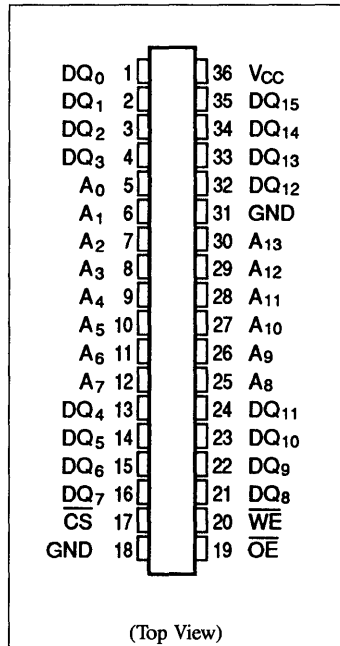 DQ₀ 1 36 VCC
DQ₁ 2 35 DQ₁₅
DQ₂ 3 34 DQ₁₄
DQ₃ 4 33 DQ₁₃
A₀ 5 32 DQ₁₂
A₁ 6 31 GND
A₂ 7 30 A₁₃
A₃ 8 29 A₁₂
A₄ 9 28 A₁₁
A₅ 10 27 A₁₀
A₆ 11 26 A₉
A₇ 12 25 A₈
DQ₄ 13 24 DQ₁₁
DQ₅ 14 23 DQ₁₀
DQ₆ 15 22 DQ₉
DQ₇ 16 21 DQ₈
C̅S̅ 17 20 W̅E̅
GND 18 19 O̅E̅
(Top View)